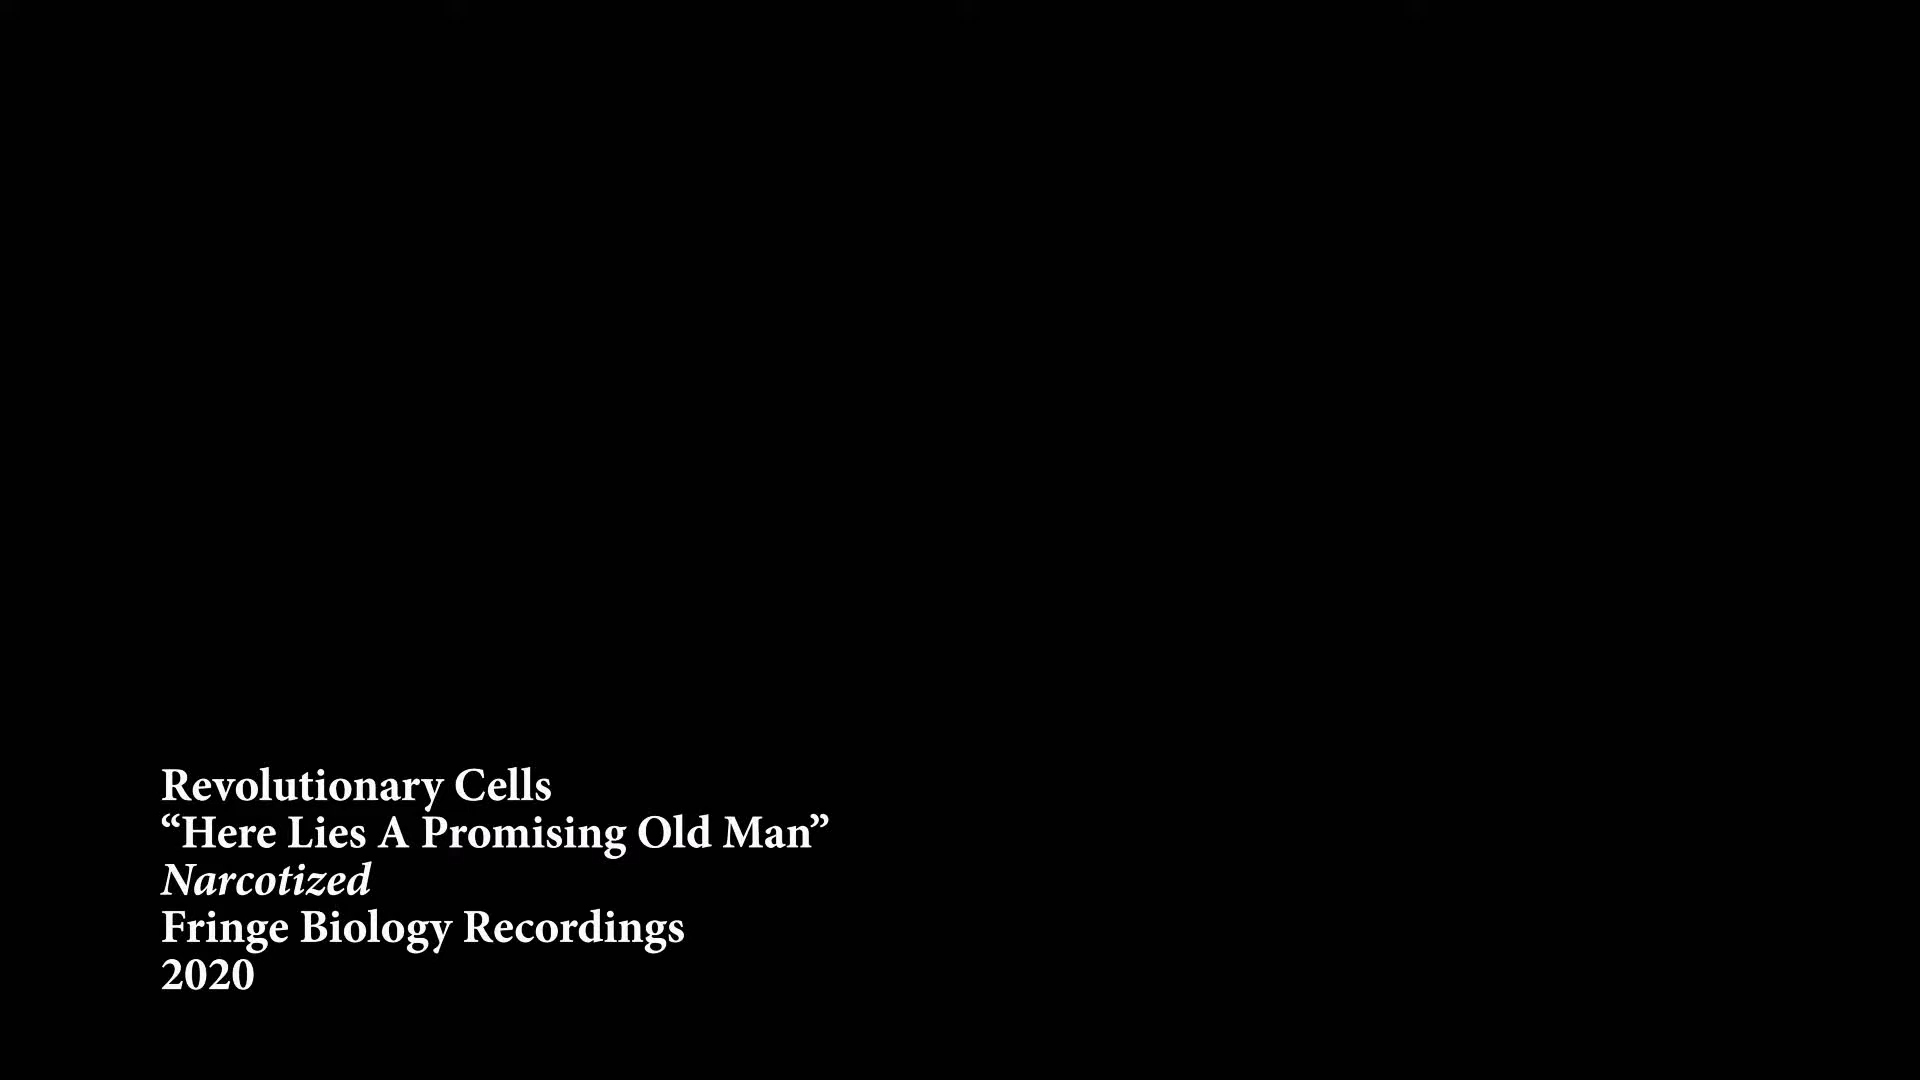 Revolutionary Cells
“Here Lies A Promising Old Man”
Narcotized
Fringe Biology Recordings
2020